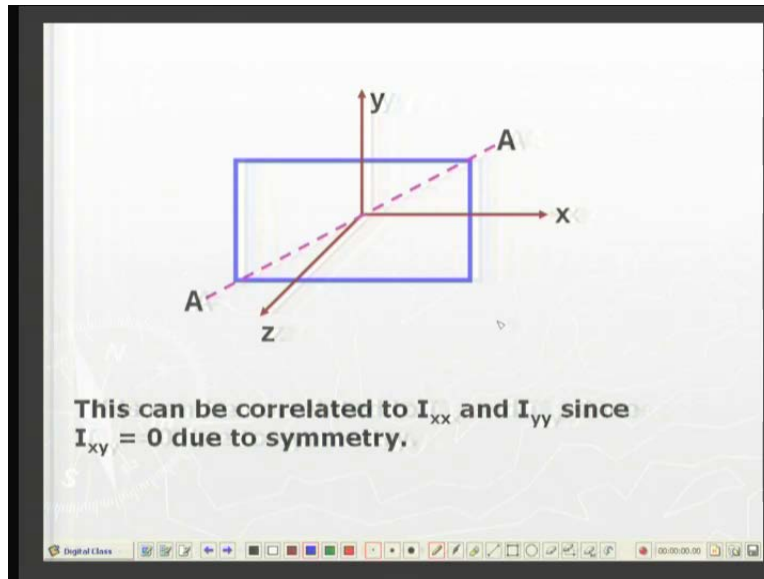 y
A
x
A
z
This can be correlated to Ixx and Iyy since
Ixy = 0 due to symmetry.
N
S
Digital Class
00:00:00.00